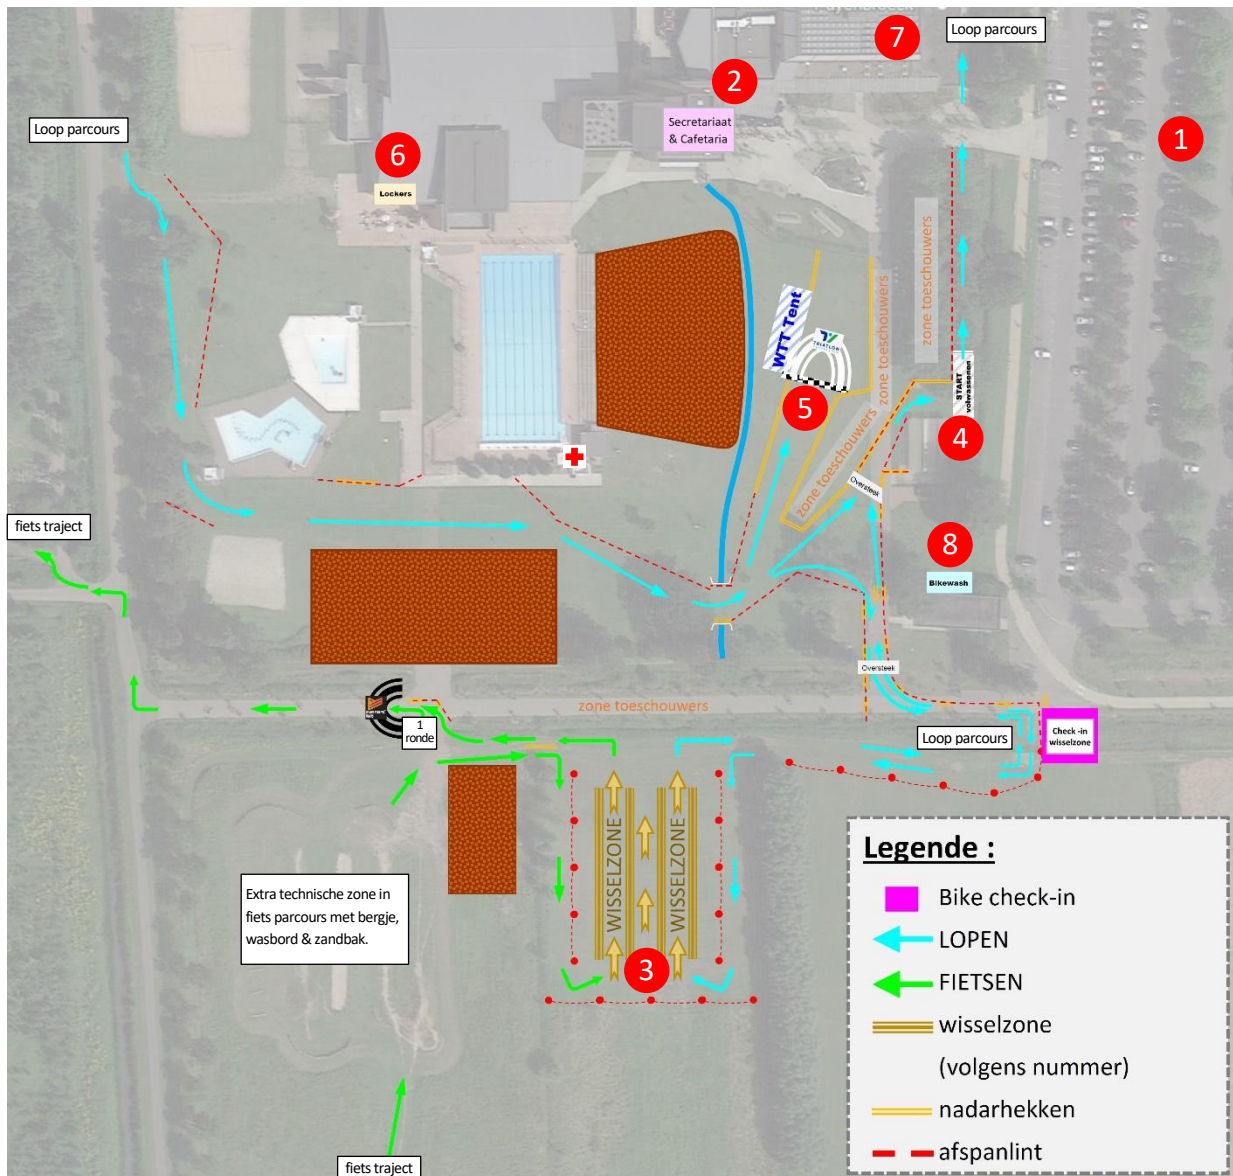 7
Loop parcours
2
Secretariaat
& Cafetaria
1
Loop parcours
6
Lockers
zone toeschouwers
zone toeschouwers
zone toeschouwers
WTT Tent
TRIATLON
START
volwassenen
5
4
Oversteek
fiets traject
8
Bikewash
Oversteek
zone toeschouwers
1
ronde
Loop parcours
Check -in
wisselzone
WISSELZONE
WISSELZONE
3
Extra technische zone in
fiets parcours met bergje,
wasbord & zandbak.
fiets traject
Legende :
Bike check-in
LOPEN
FIETSEN
wisselzone
(volgens nummer)
nadarhekken
afspanlint